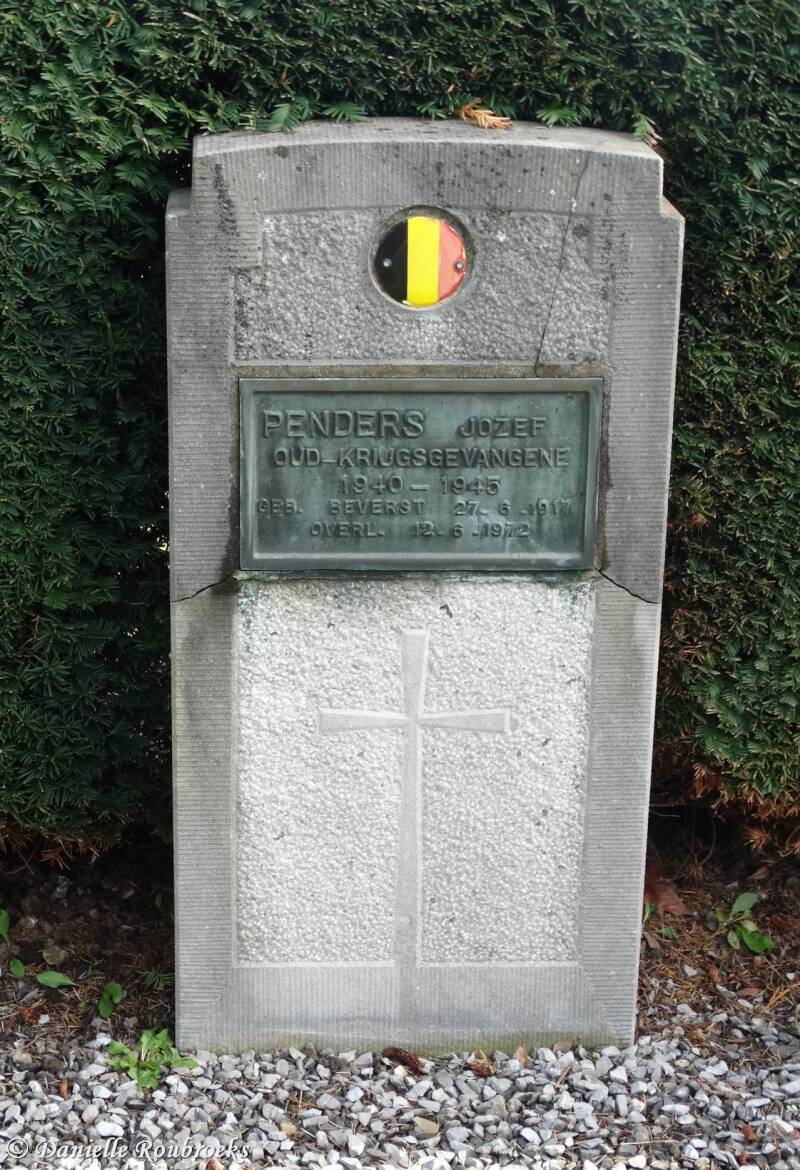 PENDERS JOZEF
OUD-KRIJGSGEVANGENE
1940 - 1945
GEB. BEVERST 27.6.1917
OVERL. 12.6.1972
© Danielle Roubroeks